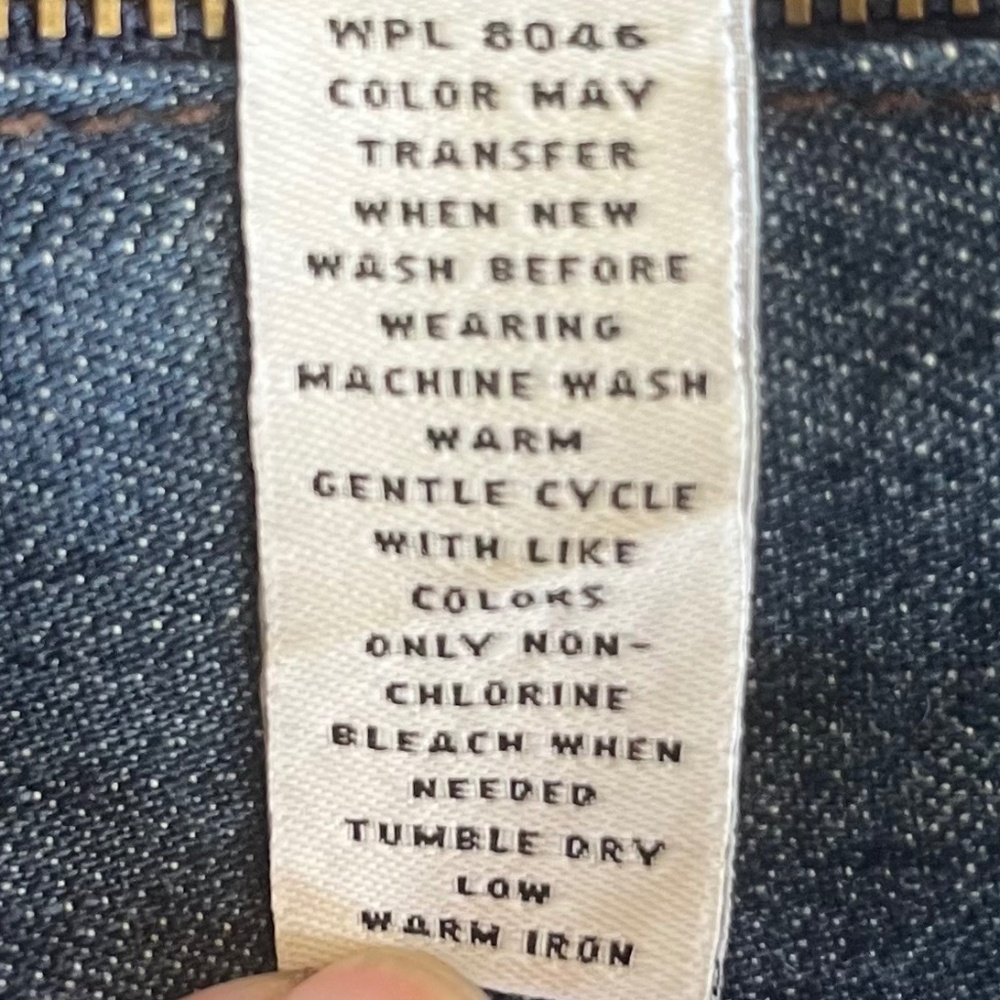 WPL 8046
COLOR MAY
TRANSFER
WHEN NEW
WASH BEFORE
WEARING
MACHINE WASH
WARM
GENTLE CYCLE
WITH LIKE
COLORS
ONLY NON-
CHLORINE
BLEACH WHEN
NEEDED
TUMBLE DRY
LOW
WARM IRON